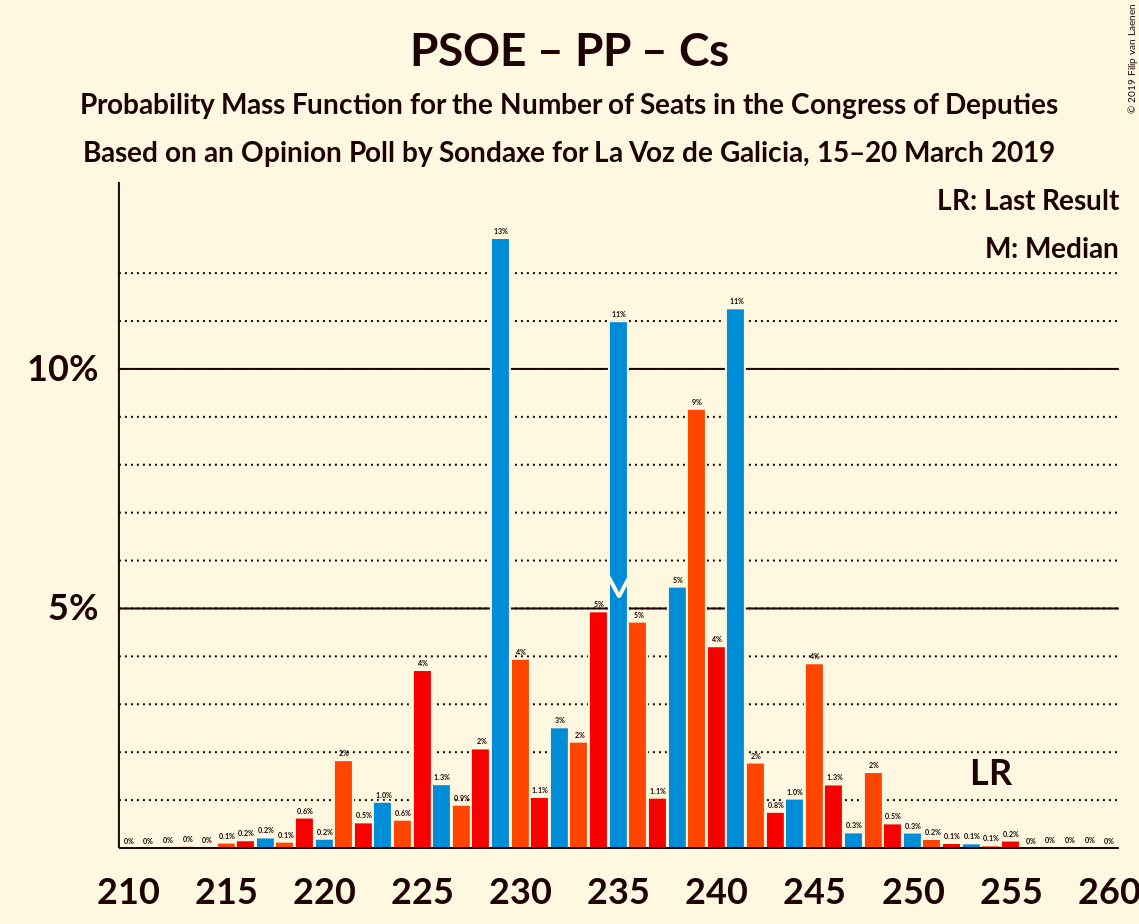 PSOE – PP – Cs
Probability Mass Function for the Number of Seats in the Congress of Deputies
Based on an Opinion Poll by Sondaxe for La Voz de Galicia, 15–20 March 2019
© 2019 Filip van Laenen
LR: Last Result
M: Median
10%
5%
0% 0% 0% 0% 0% 0.1% 0.2% 0.2% 0.1% 0.6% 0.2% 2% 0.5% 1.0% 0.6% 4% 1.3% 0.9% 2% 13% 4% 1.1% 3% 2% 5% 11% 5% 1.1% 5% 9% 4% 11% 2% 0.8% 1.0% 4% 1.3% 0.3% 2% 0.5% 0.3% 0.2% 0.1% 0.1% 0.1% 0.2% 0% 0% 0% 0% 0%
M
LR
210 215 220 225 230 235 240 245 250 255 260